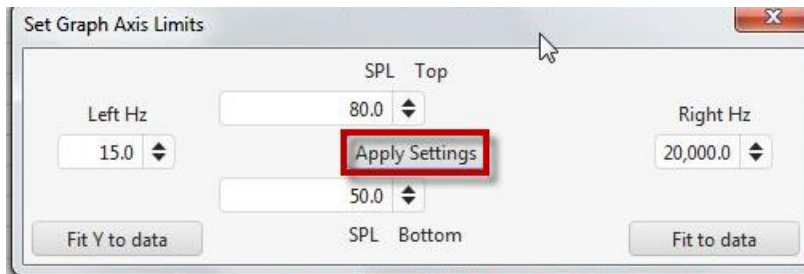 Set Graph Axis Limits
SPL Top
80.0
Left Hz
Right Hz
15.0
Apply Settings
20,000.0
50.0
Fit Y to data
SPL Bottom
Fit to data